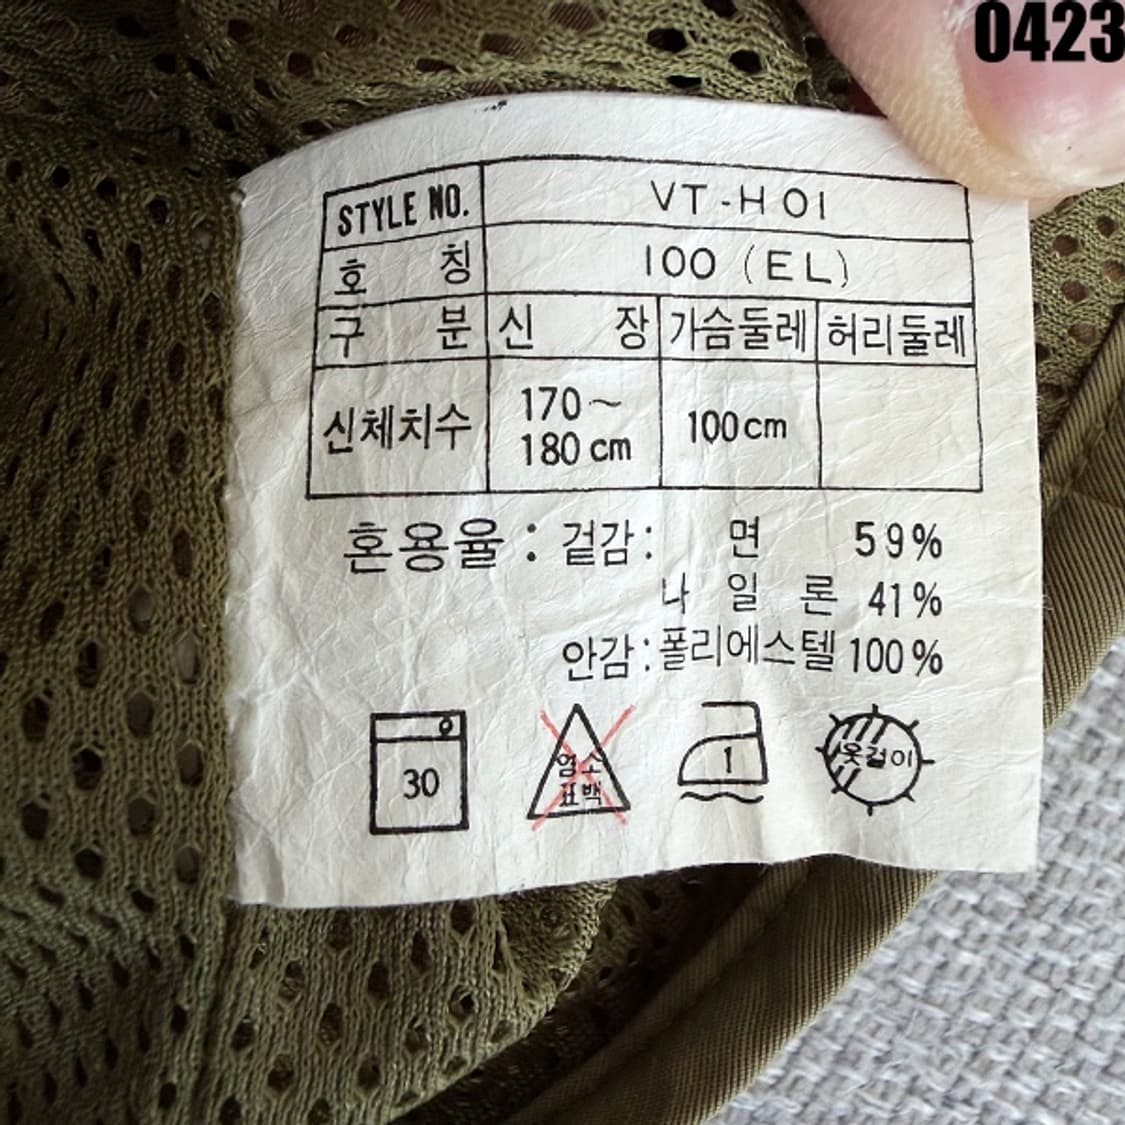 0423
STYLE NO. VT-H01
호 칭 100 (EL)
구 분 신 장 가슴둘레 허리둘레
신체치수 170~ 180 cm 100 cm
혼용율 : 겉감: 면 59%
나 일 론 41%
안감: 폴리에스텔 100%
30 염소 표백 1 옷걸이